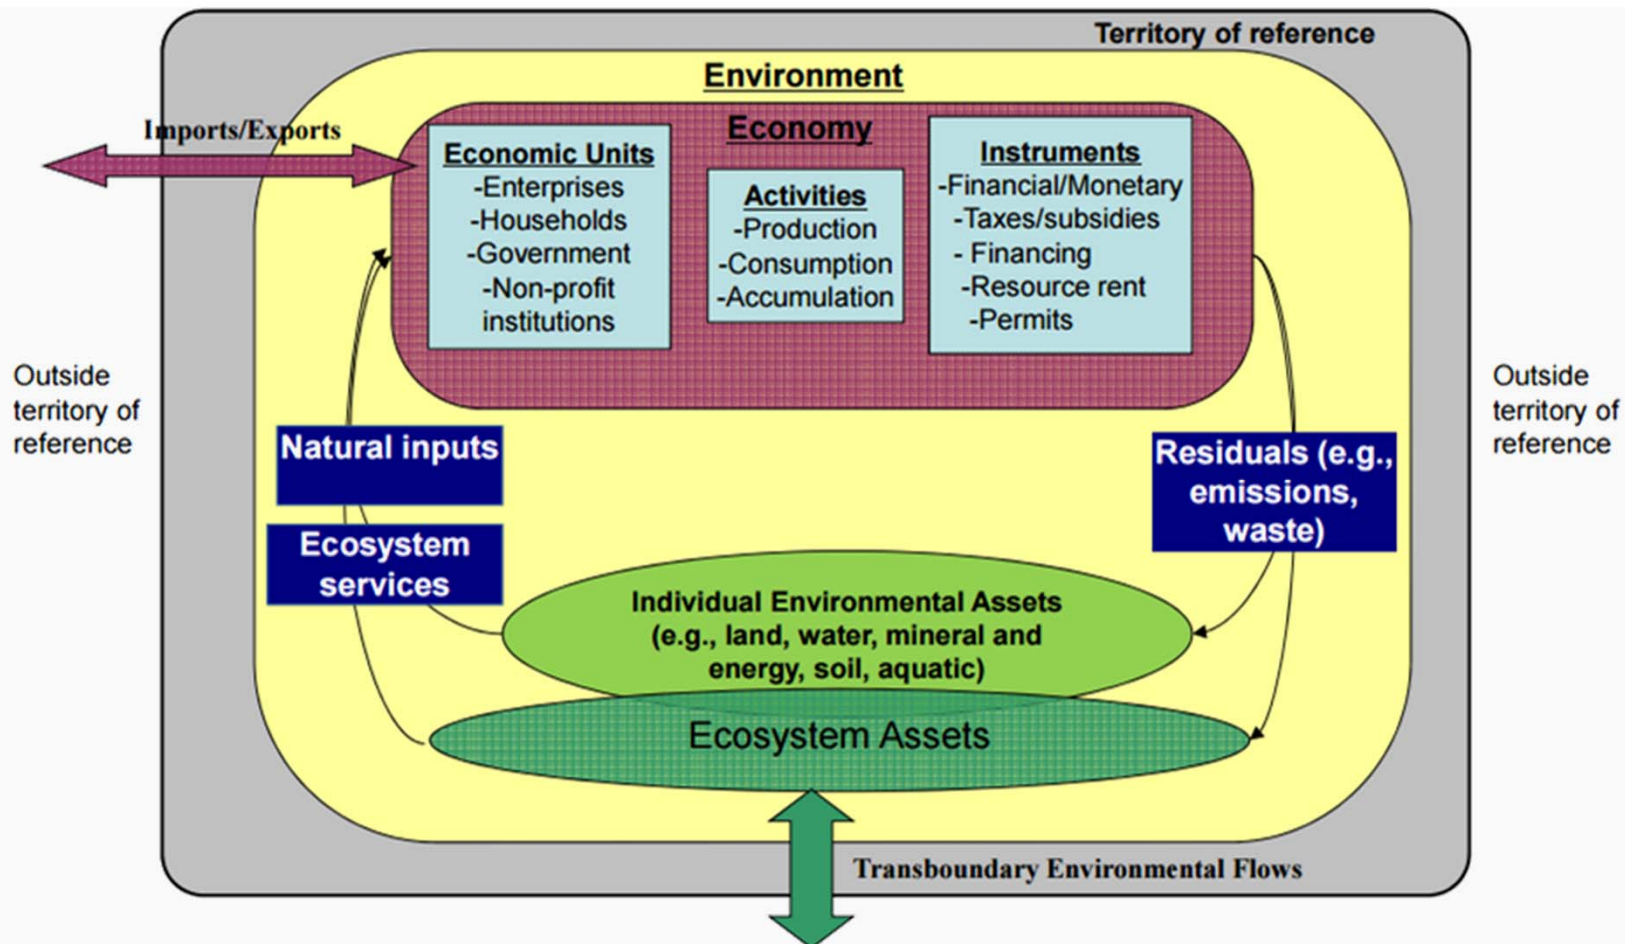 Territory of reference
Environment
Imports/Exports
Economy
Economic Units
-Enterprises
-Households
-Government
-Non-profit
institutions
Activities
-Production
-Consumption
-Accumulation
Instruments
-Financial/Monetary
-Taxes/subsidies
- Financing
-Resource rent
-Permits
Outside
territory of
reference
Outside
territory of
reference
Natural inputs
Ecosystem
services
Residuals (e.g.,
emissions,
waste)
Individual Environmental Assets
(e.g., land, water, mineral and
energy, soil, aquatic)
Ecosystem Assets
Transboundary Environmental Flows